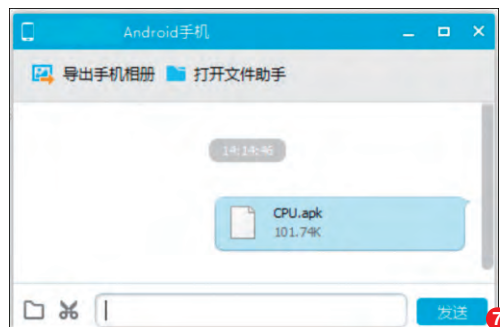 Android手机
导出手机相册 打开文件助手
14:14:46
CPU.apk
101.74K
发送
7